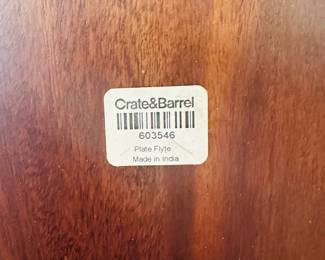 Crate&Barrel
603546
Plate Flyte
Made in India